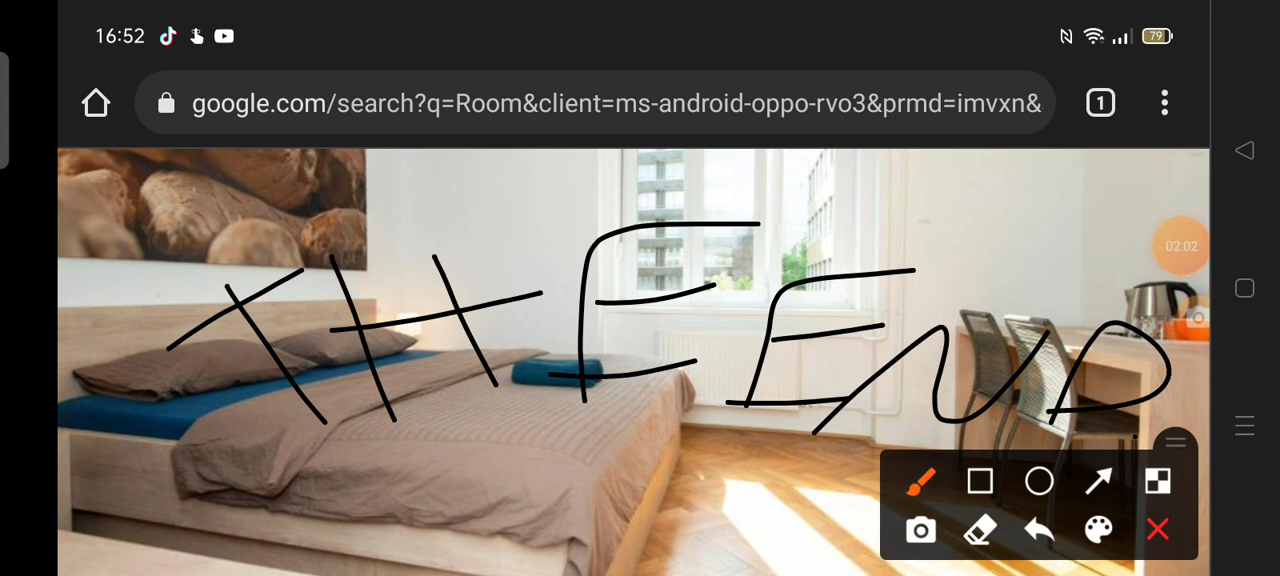 16:52
79
google.com/search?q=Room&client=ms-android-oppo-rvo3&prmd=imvxn&
1
02:02
THE END